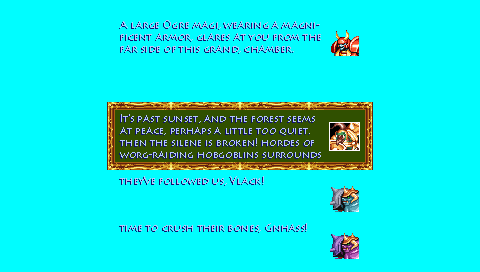 A large Ogre magi, wearing a magni-
ficent armor, glares at you from the
far side of this grand, chamber.
It's past sunset, and the forest seems
at peace, perhaps a little too quiet.
Then the silene is broken! Hordes of
worg-raiding hobgoblins surrounds
they've followed us, Vlack!
time to crush their bones, Gnhass!